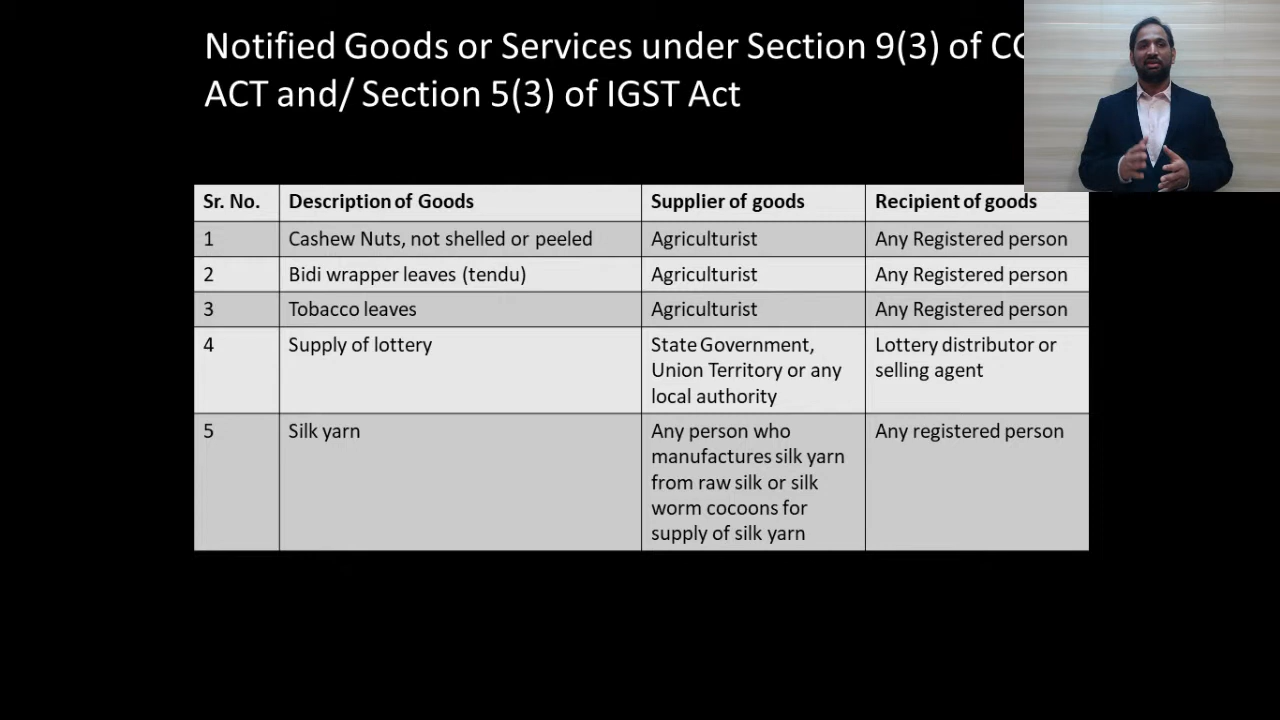 Notified Goods or Services under Section 9(3) of
ACT and/ Section 5(3) of IGST Act
Sr. No. Description of Goods Supplier of goods Recipient of goods
1 Cashew Nuts, not shelled or peeled Agriculturist Any Registered person
2 Bidi wrapper leaves (tendu) Agriculturist Any Registered person
3 Tobacco leaves Agriculturist Any Registered person
4 Supply of lottery State Government, Lottery distributor or
Union Territory or any selling agent
local authority
5 Silk yarn Any person who Any registered person
manufactures silk yarn
from raw silk or silk
worm cocoons for
supply of silk yarn